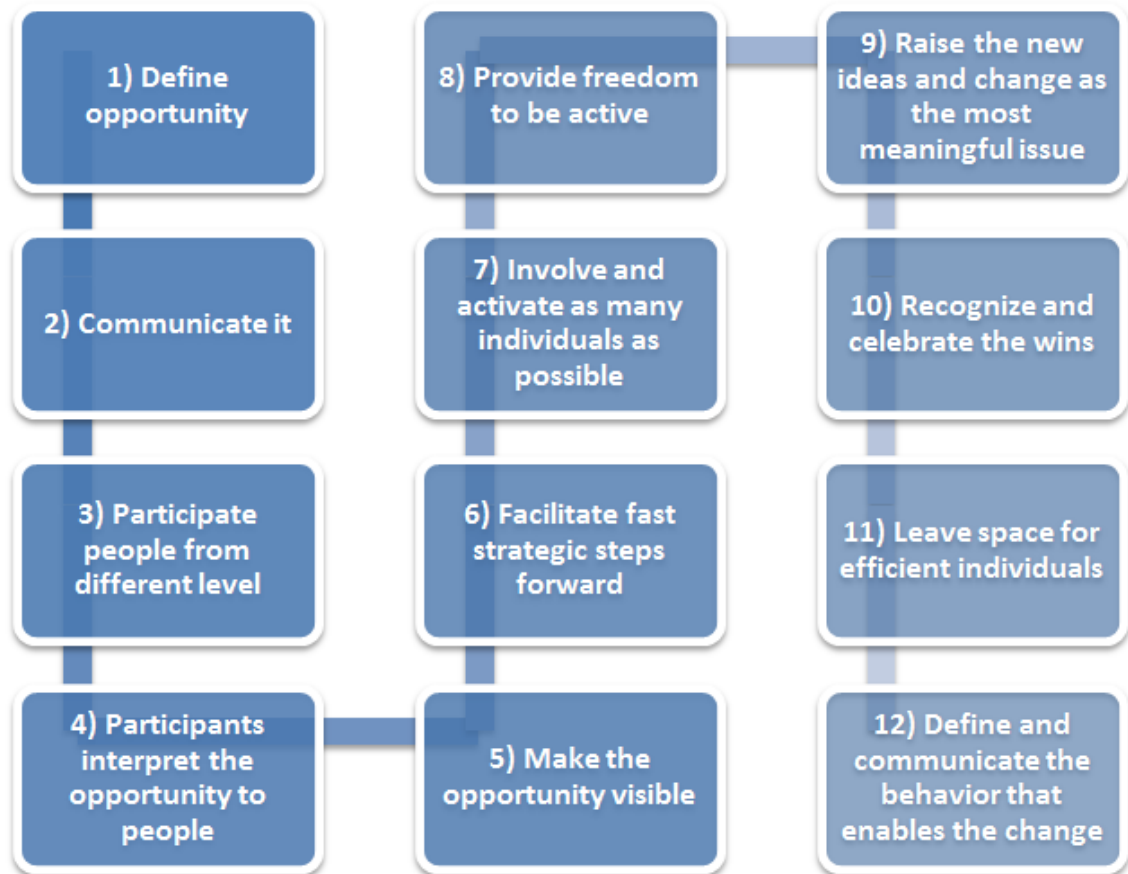 1) Define
opportunity
2) Communicate it
3) Participate
people from
different level
4) Participants
interpret the
opportunity to
people
5) Make the
opportunity visible
6) Facilitate fast
strategic steps
forward
7) Involve and
activate as many
individuals as
possible
8) Provide freedom
to be active
9) Raise the new
ideas and change as
the most
meaningful issue
10) Recognize and
celebrate the wins
11) Leave space for
efficient individuals
12) Define and
communicate the
behavior that
enables the change